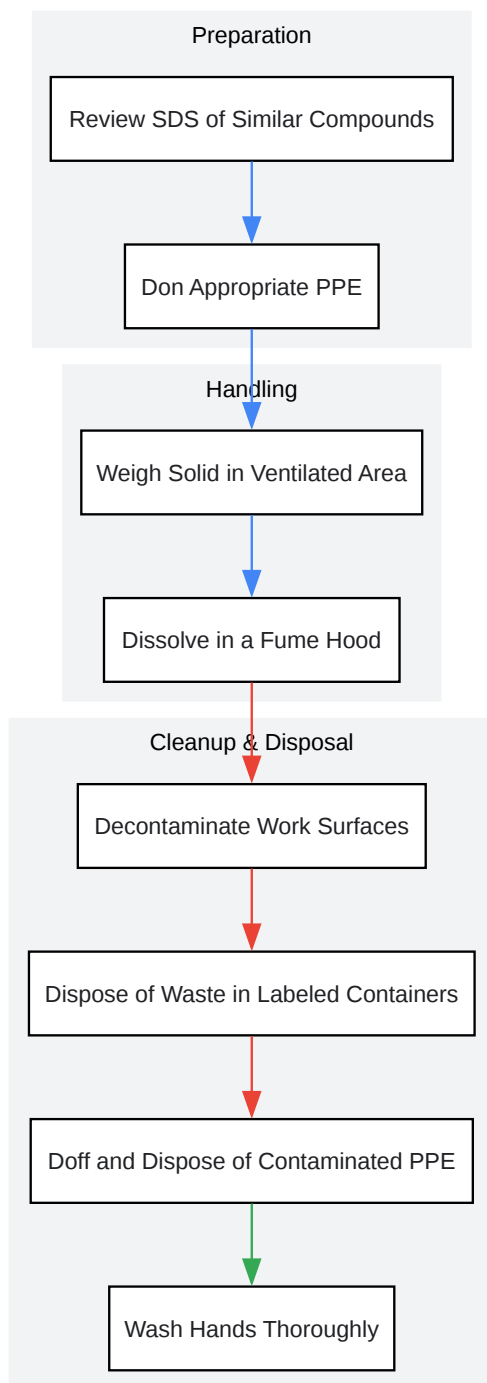 Preparation
Review SDS of Similar Compounds
Don Appropriate PPE
Handling
Weigh Solid in Ventilated Area
Dissolve in a Fume Hood
Cleanup & Disposal
Decontaminate Work Surfaces
Dispose of Waste in Labeled Containers
Doff and Dispose of Contaminated PPE
Wash Hands Thoroughly